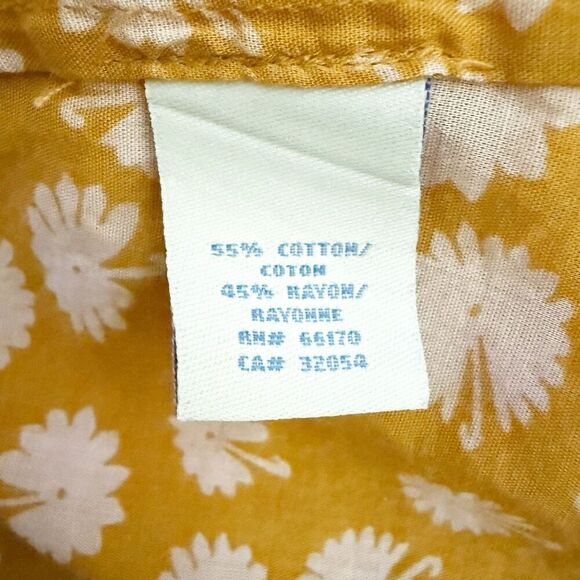 55% COTTON/
COTON
45% RAYON/
RAYONNE
RN# 66170
CA# 32054